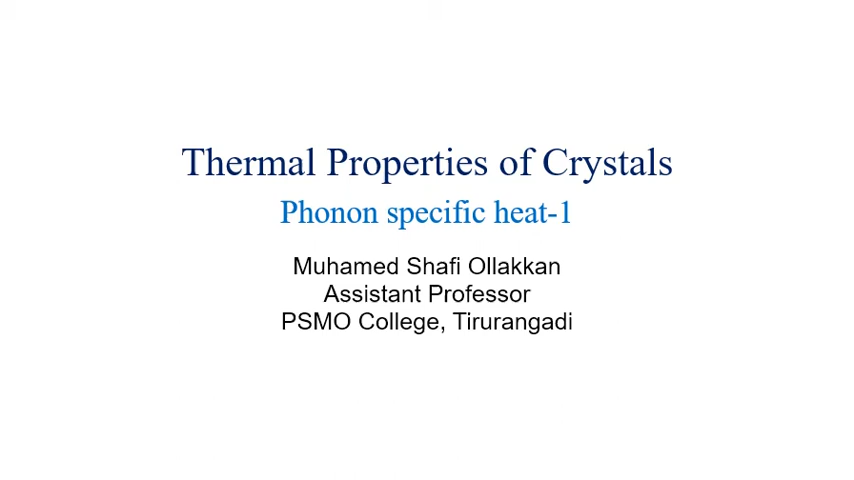 Thermal Properties of Crystals
Phonon specific heat-1
Muhamed Shafi Ollakkan
Assistant Professor
PSMO College, Tirurangadi